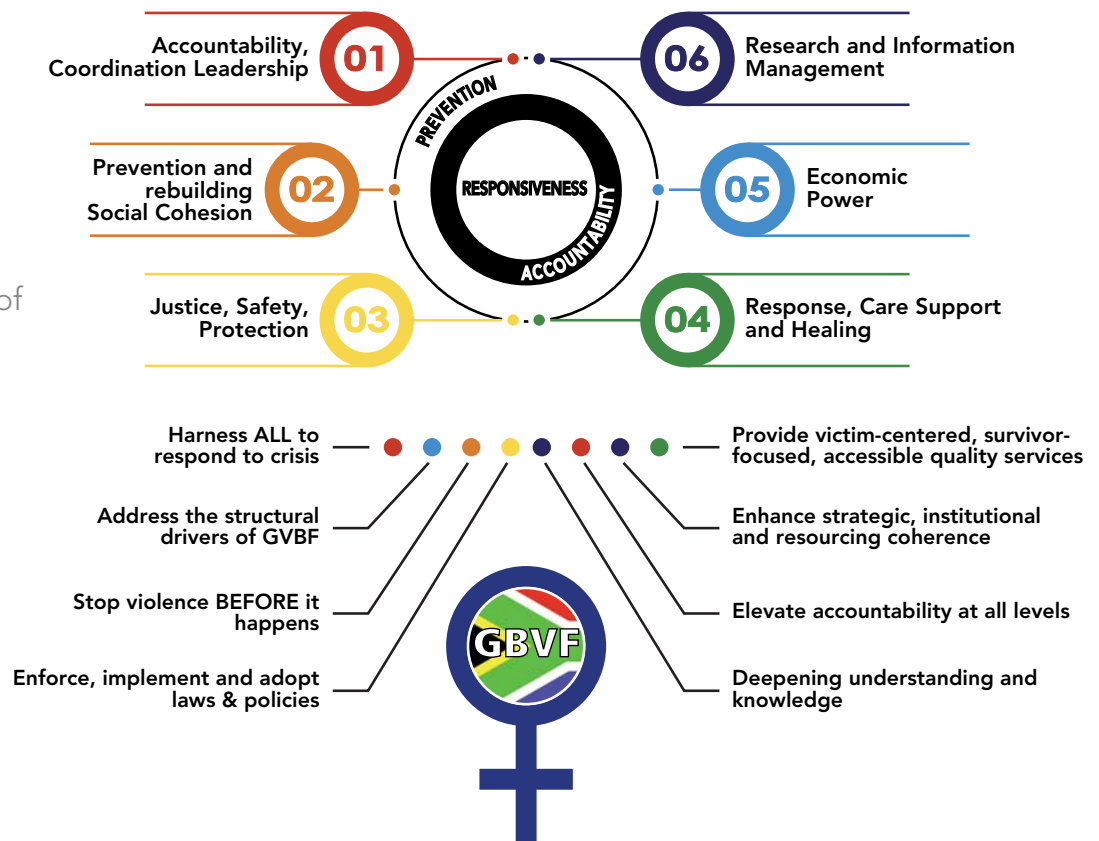 Accountability,
Coordination Leadership
01
06
Research and Information
Management
PREVENTION
Prevention and
rebuilding
Social Cohesion
02
RESPONSIVENESS
ACCOUNTABILITY
05
Economic
Power
of
Justice, Safety,
Protection
03
04
Response, Care Support
and Healing
Harness ALL to
respond to crisis
Provide victim-centered, survivor-
focused, accessible quality services
Address the structural
drivers of GVBF
Enhance strategic, institutional
and resourcing coherence
Stop violence BEFORE it
happens
Elevate accountability at all levels
GBVF
Enforce, implement and adopt
laws & policies
Deepening understanding and
knowledge